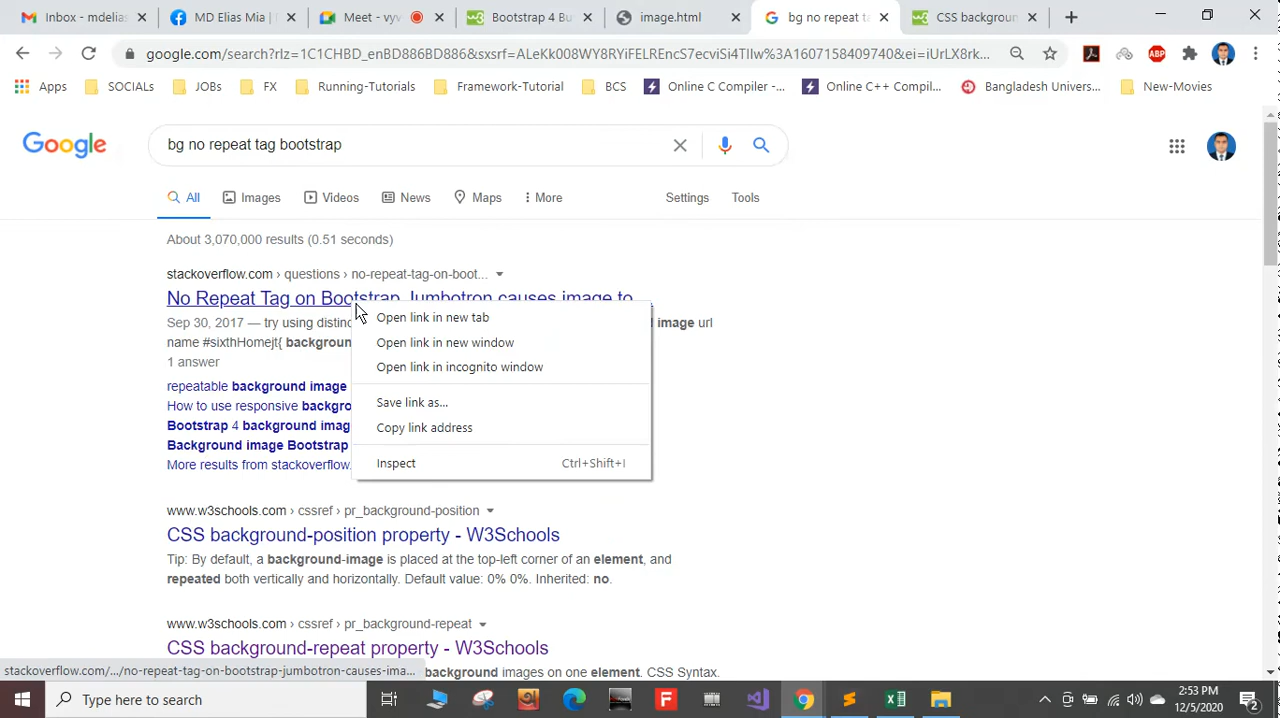 Inbox - mdelias
MD Elias Mia |
Meet - vyv
Bootstrap 4 Bu
image.html
bg no repeat ta
CSS backgroun
google.com/search?rlz=1C1CHBD_enBD886BD886&sxsrf=ALeKk008WY8RYiFELREncS7ecviSi4TIIw%3A1607158409740&ei=iUrLX8rk...
Apps
SOCIALs
JOBs
FX
Running-Tutorials
Framework-Tutorial
BCS
Online C Compiler -...
Online C++ Compil...
Bangladesh Univers...
New-Movies
Google
bg no repeat tag bootstrap
All
Images
Videos
News
Maps
More
Settings
Tools
About 3,070,000 results (0.51 seconds)
stackoverflow.com › questions › no-repeat-tag-on-boot...
No Repeat Tag on Bootstrap Jumbotron causes image to
Sep 30, 2017 — try using distinc
image url
name #sixthHomejt{ backgroun
1 answer
repeatable background image
How to use responsive backgro
Bootstrap 4 background imag
Background image Bootstrap
More results from stackoverflow.
Open link in new tab
Open link in new window
Open link in incognito window
Save link as...
Copy link address
Inspect Ctrl+Shift+I
www.w3schools.com › cssref › pr_background-position
CSS background-position property - W3Schools
Tip: By default, a background-image is placed at the top-left corner of an element, and
repeated both vertically and horizontally. Default value: 0% 0%. Inherited: no.
www.w3schools.com › cssref › pr_background-repeat
CSS background-repeat property - W3Schools
background images on one element. CSS Syntax.
stackoverflow.com/.../no-repeat-tag-on-bootstrap-jumbotron-causes-ima...
Type here to search
2:53 PM
12/5/2020
2